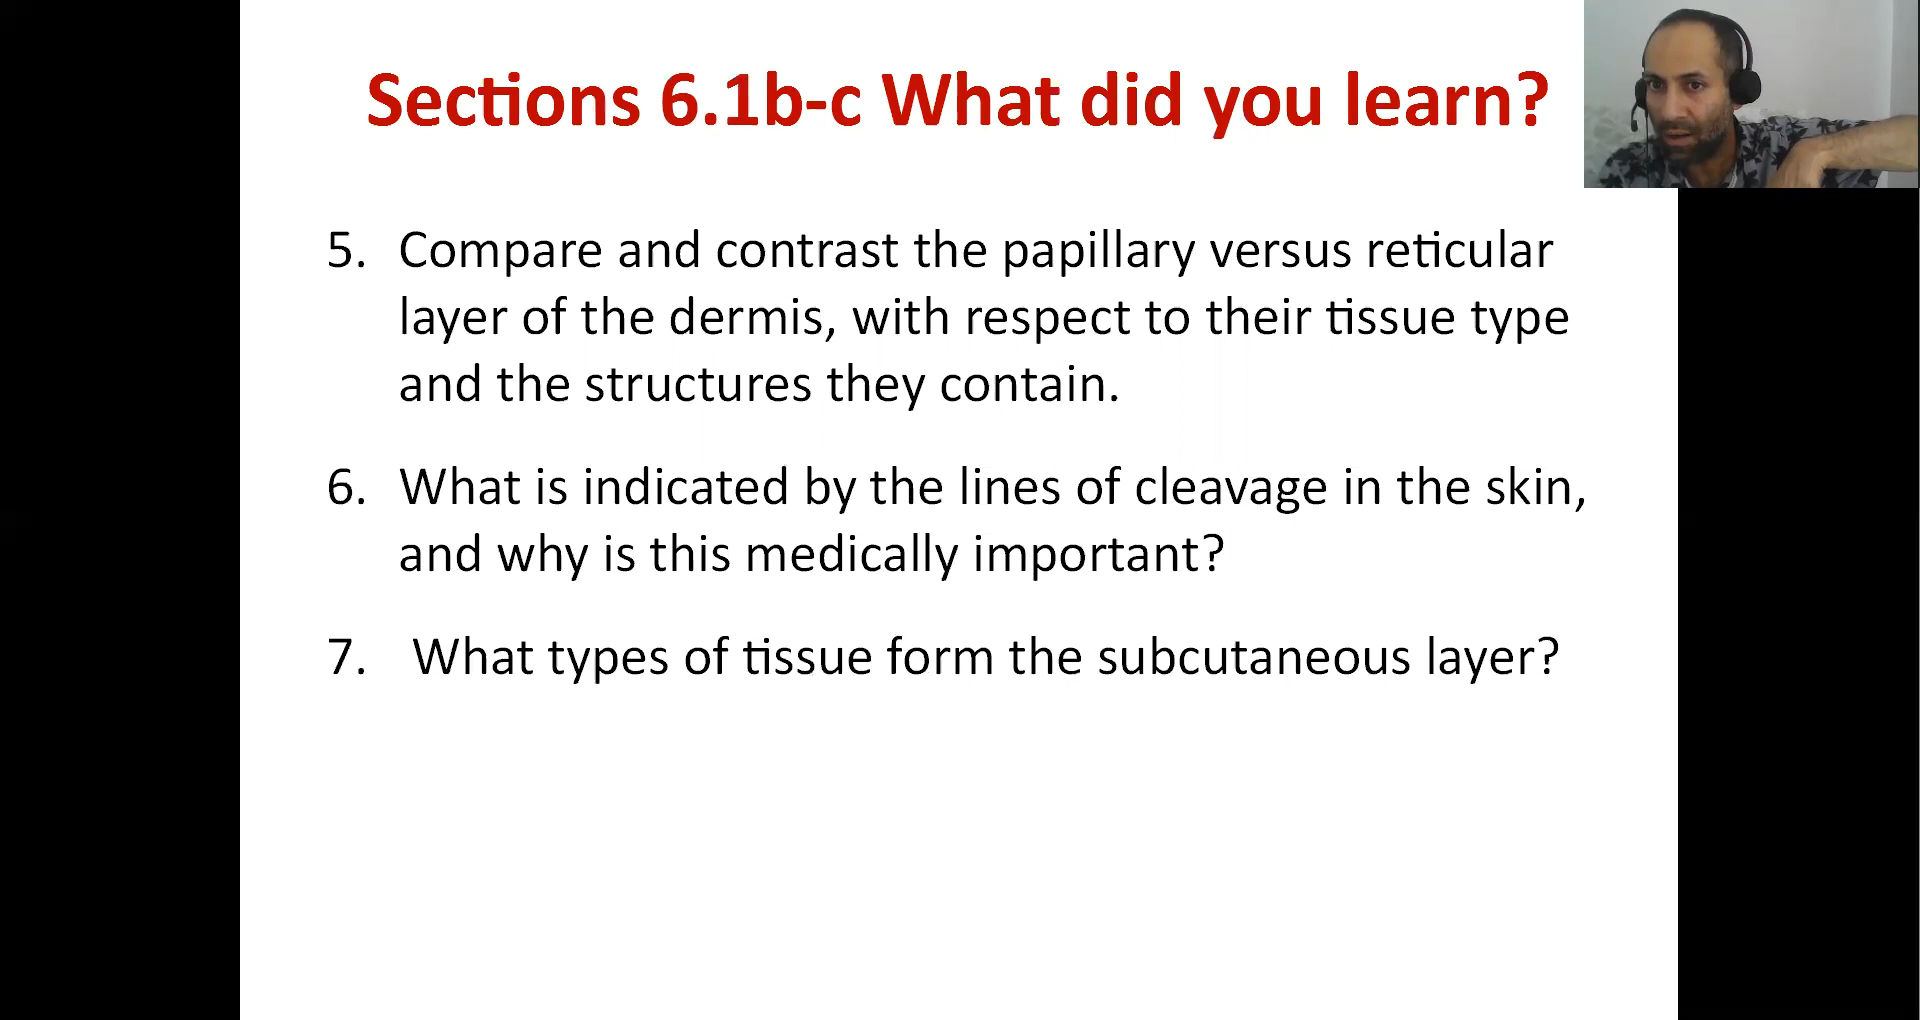 Sections 6.1b-c What did you learn?
5. Compare and contrast the papillary versus reticular
layer of the dermis, with respect to their tissue type
and the structures they contain.
6. What is indicated by the lines of cleavage in the skin,
and why is this medically important?
7. What types of tissue form the subcutaneous layer?